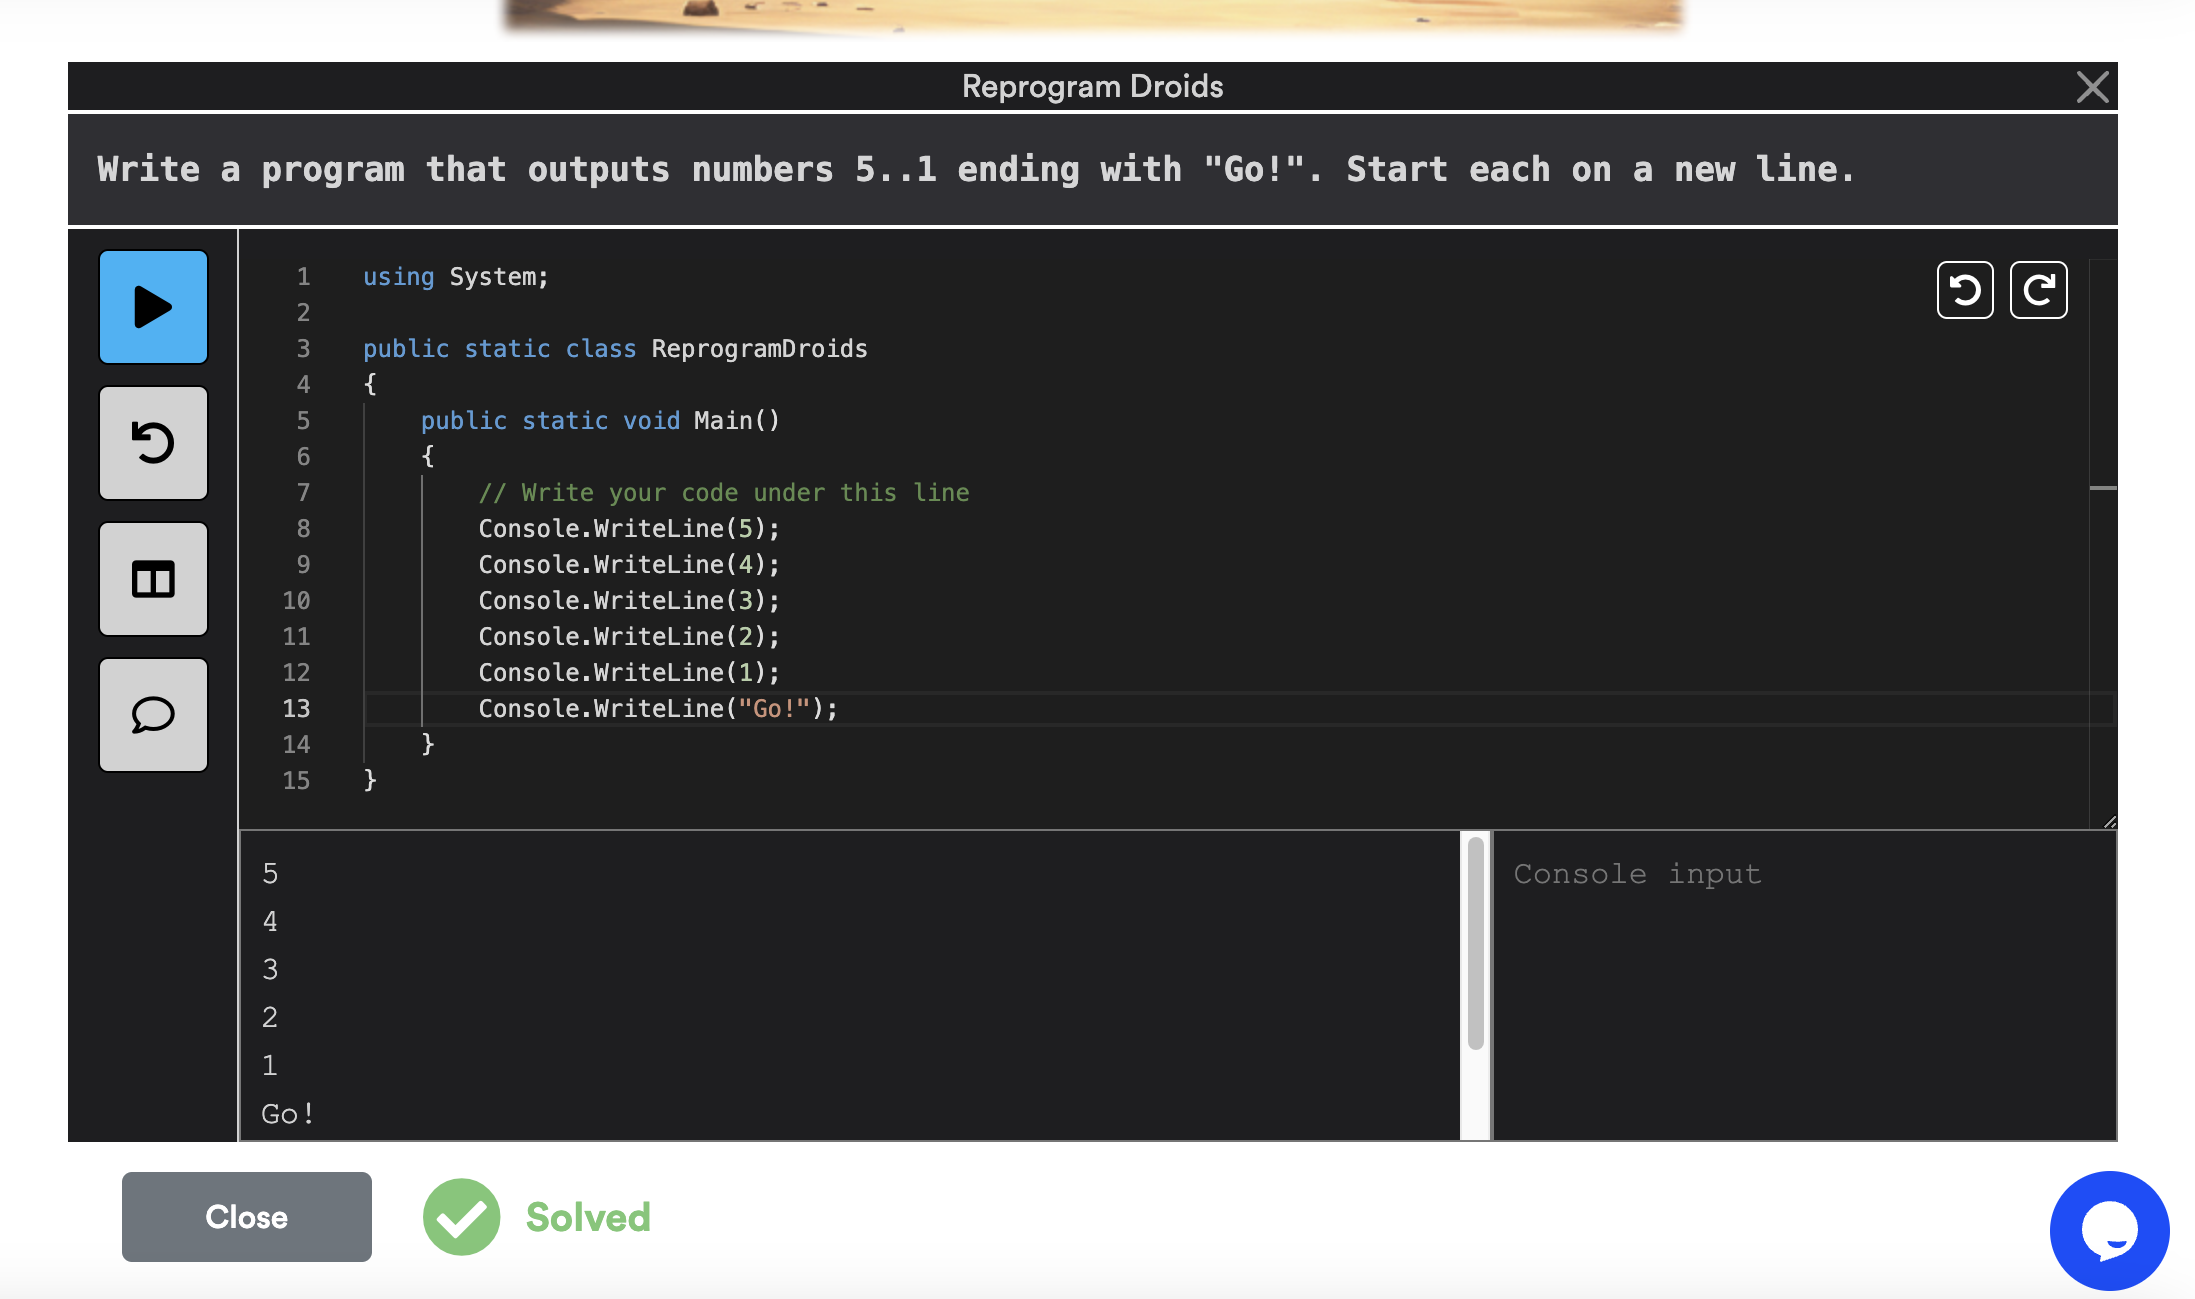 Reprogram Droids
Write a program that outputs numbers 5..1 ending with "Go!". Start each on a new line.
1 using System;
2
3 public static class ReprogramDroids
4 {
5 public static void Main()
6 {
7 // Write your code under this line
8 Console.WriteLine(5);
9 Console.WriteLine(4);
10 Console.WriteLine(3);
11 Console.WriteLine(2);
12 Console.WriteLine(1);
13 Console.WriteLine("Go!");
14 }
15 }
5
4
3
2
1
Go!
Console input
Close
Solved